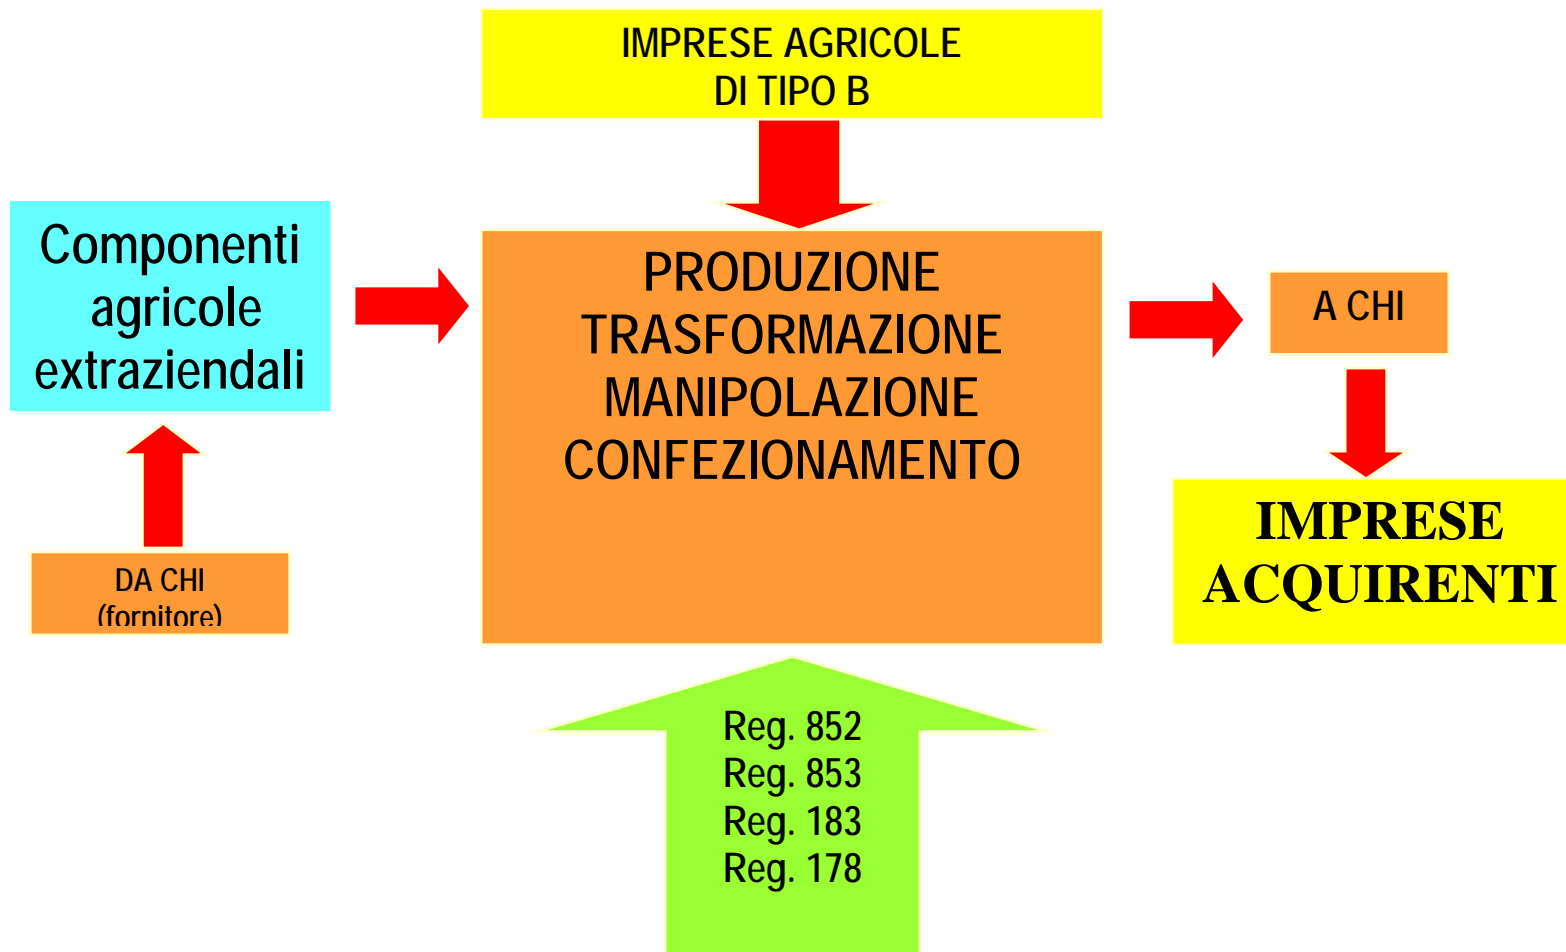 IMPRESE AGRICOLE
DI TIPO B
Componenti
agricole
extraziendali
PRODUZIONE
TRASFORMAZIONE
MANIPOLAZIONE
CONFEZIONAMENTO
A CHI
DA CHI
(fornitore)
IMPRESE
ACQUIRENTI
Reg. 852
Reg. 853
Reg. 183
Reg. 178